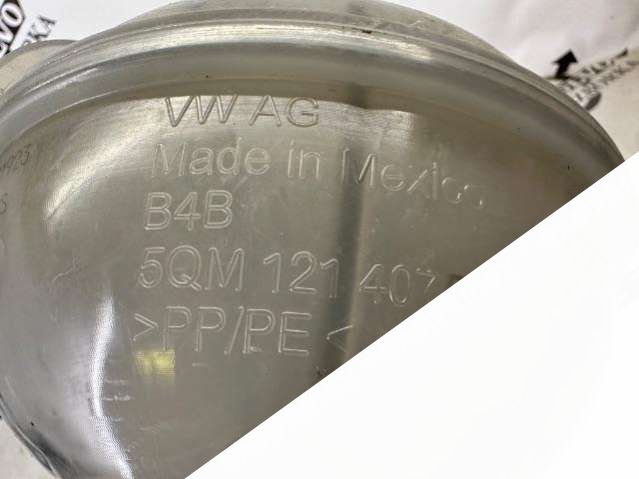 VW AG
Made in Mexico
B4B
5QM 121 407
>PP/PE<